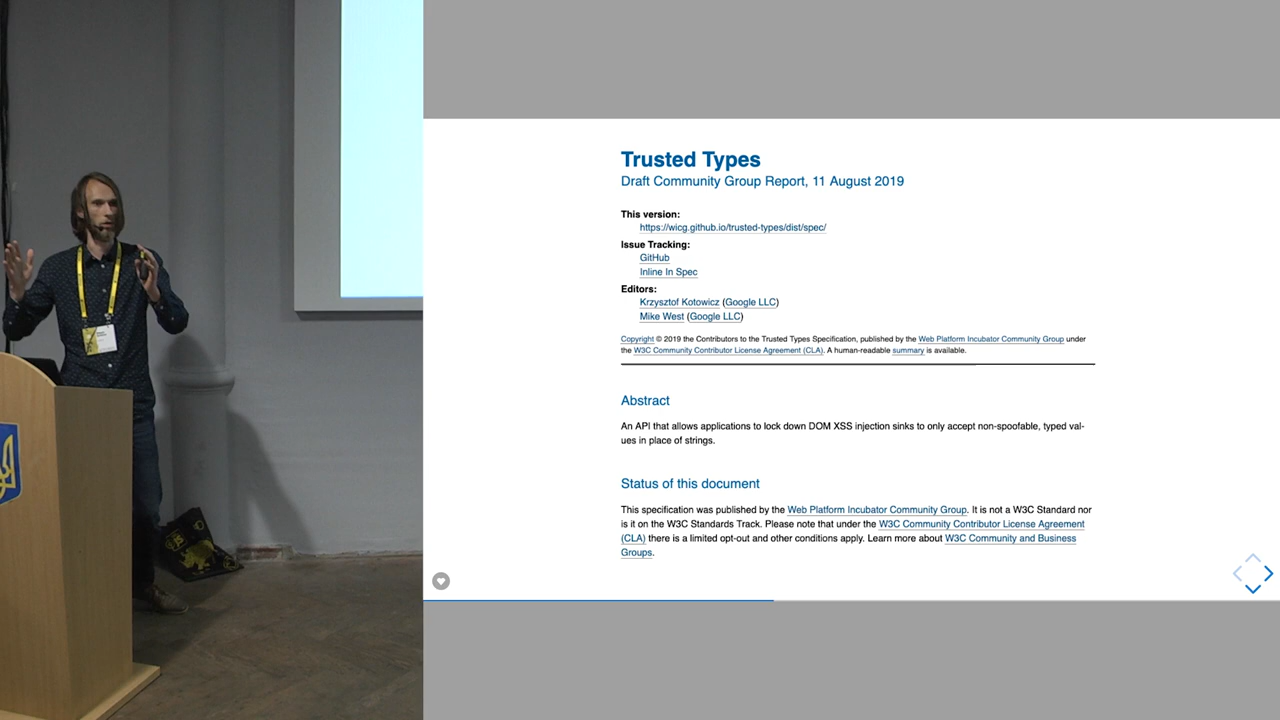 Trusted Types
Draft Community Group Report, 11 August 2019
This version:
https://wicg.github.io/trusted-types/dist/spec/
Issue Tracking:
GitHub
Inline In Spec
Editors:
Krzysztof Kotowicz (Google LLC)
Mike West (Google LLC)
Copyright © 2019 the Contributors to the Trusted Types Specification, published by the Web Platform Incubator Community Group under
the W3C Community Contributor License Agreement (CLA). A human-readable summary is available.
Abstract
An API that allows applications to lock down DOM XSS injection sinks to only accept non-spoofable, typed val-
ues in place of strings.
Status of this document
This specification was published by the Web Platform Incubator Community Group. It is not a W3C Standard nor
is it on the W3C Standards Track. Please note that under the W3C Community Contributor License Agreement
(CLA) there is a limited opt-out and other conditions apply. Learn more about W3C Community and Business
Groups.